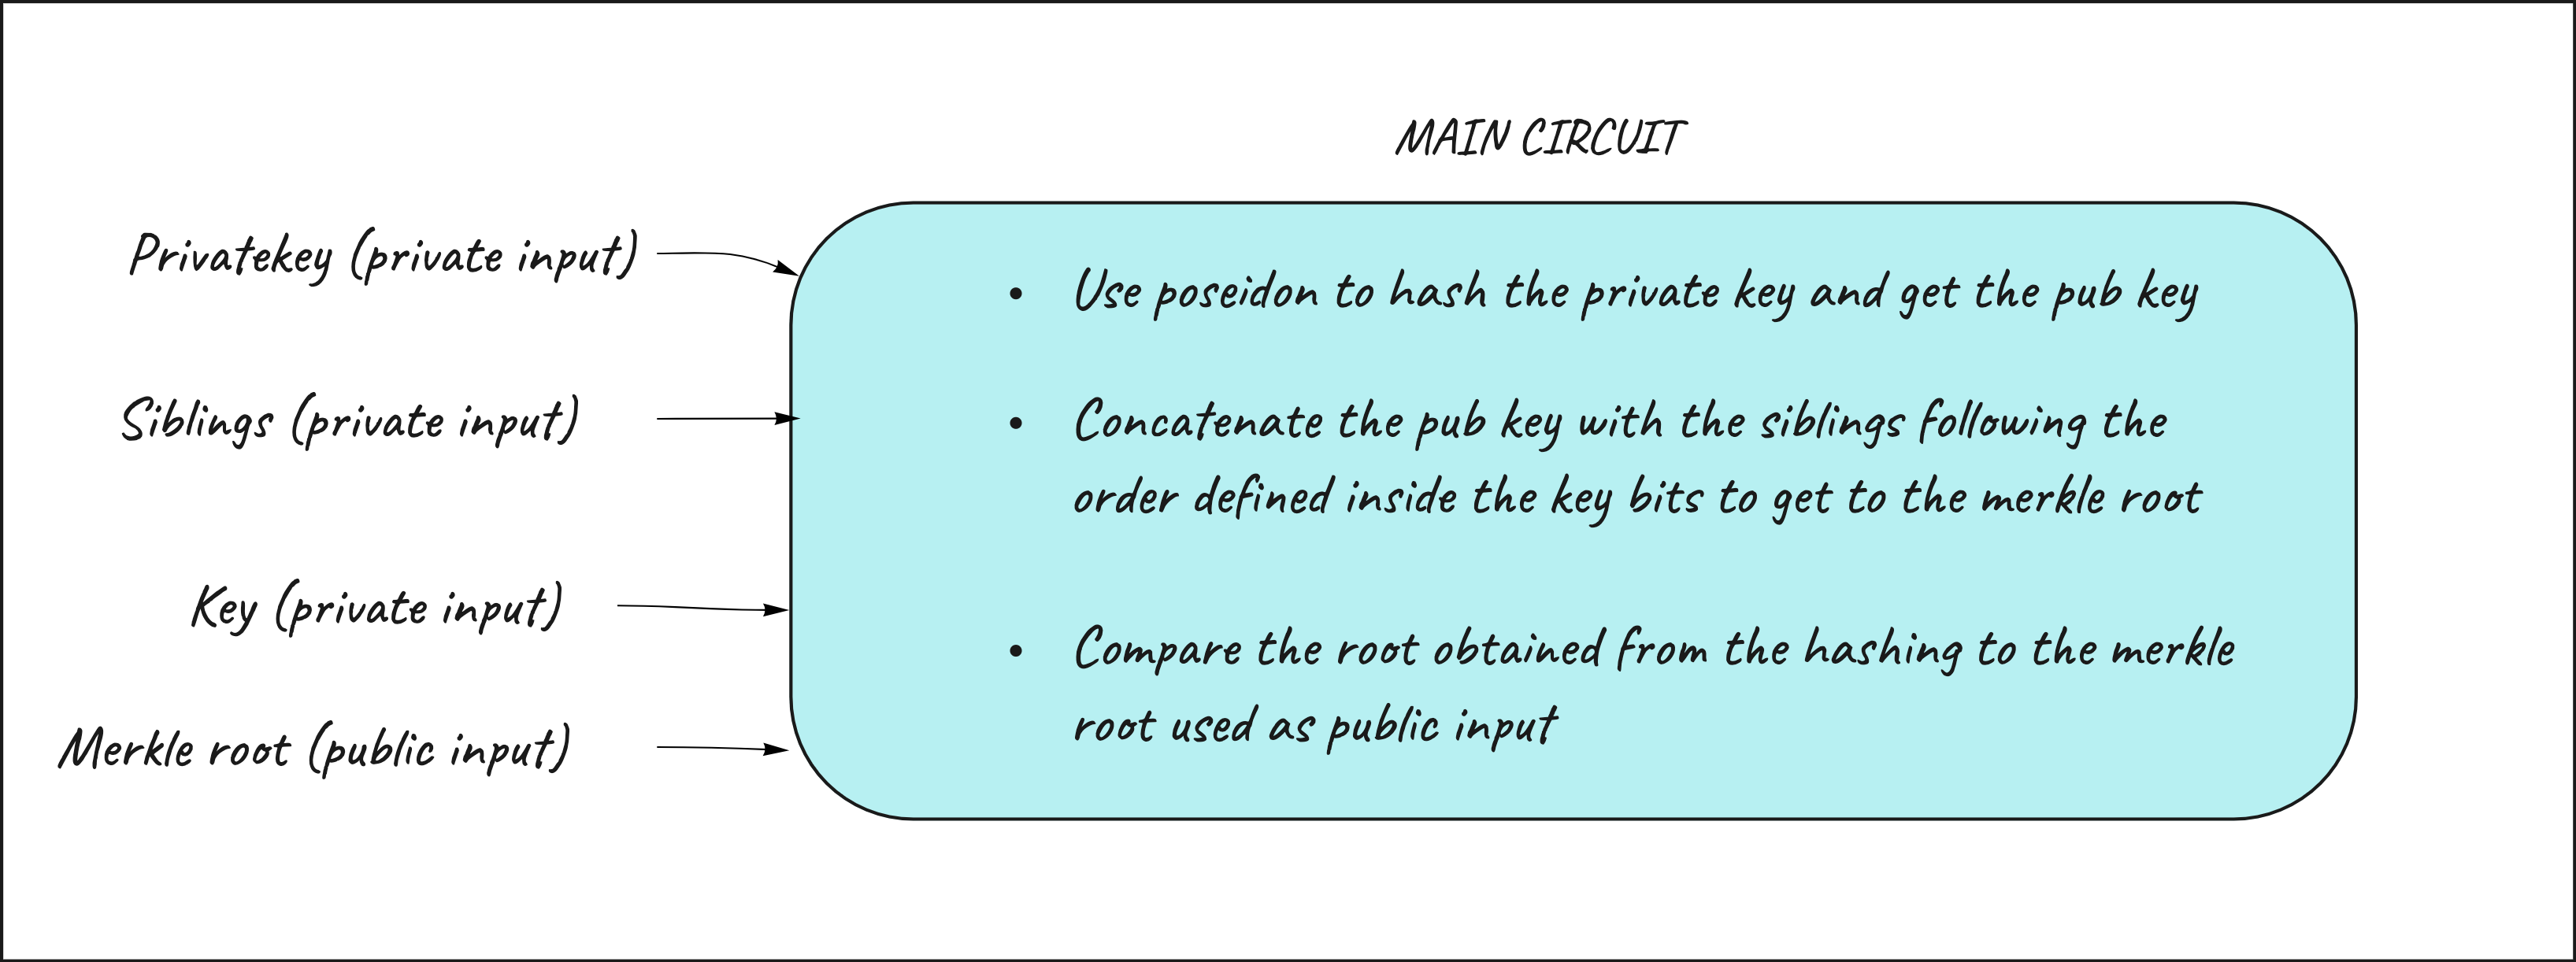 MAIN CIRCUIT
Privatekey (private input)
Siblings (private input)
Key (private input)
Merkle root (public input)
• Use poseidon to hash the private key and get the pub key
• Concatenate the pub key with the siblings following the
order defined inside the key bits to get to the merkle root
• Compare the root obtained from the hashing to the merkle
root used as public input